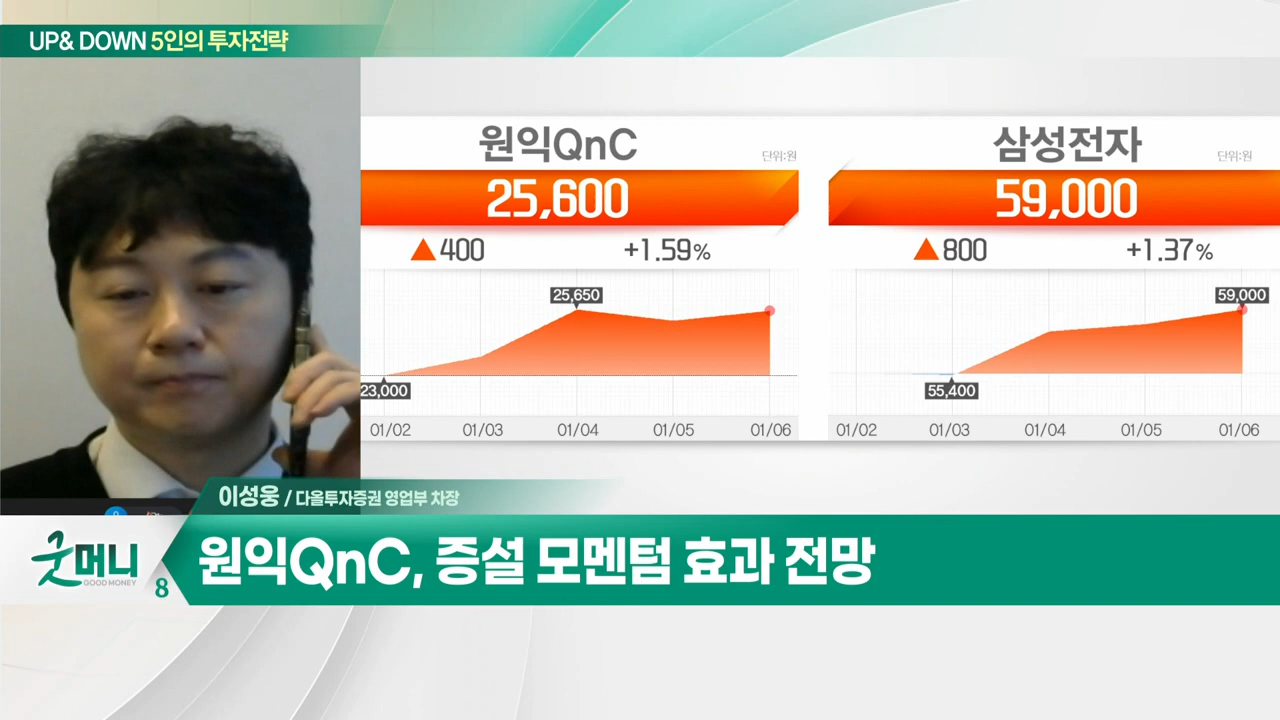 UP& DOWN 5인의 투자전략
원익QnC
단위:원
25,600
▲400 +1.59%
25,650
23,000
01/02 01/03 01/04 01/05 01/06
삼성전자
단위:원
59,000
▲800 +1.37%
59,000
55,400
01/02 01/03 01/04 01/05 01/06
이성웅 / 다올투자증권 영업부 차장
굿머니
GOOD MONEY
8
원익QnC, 증설 모멘텀 효과 전망